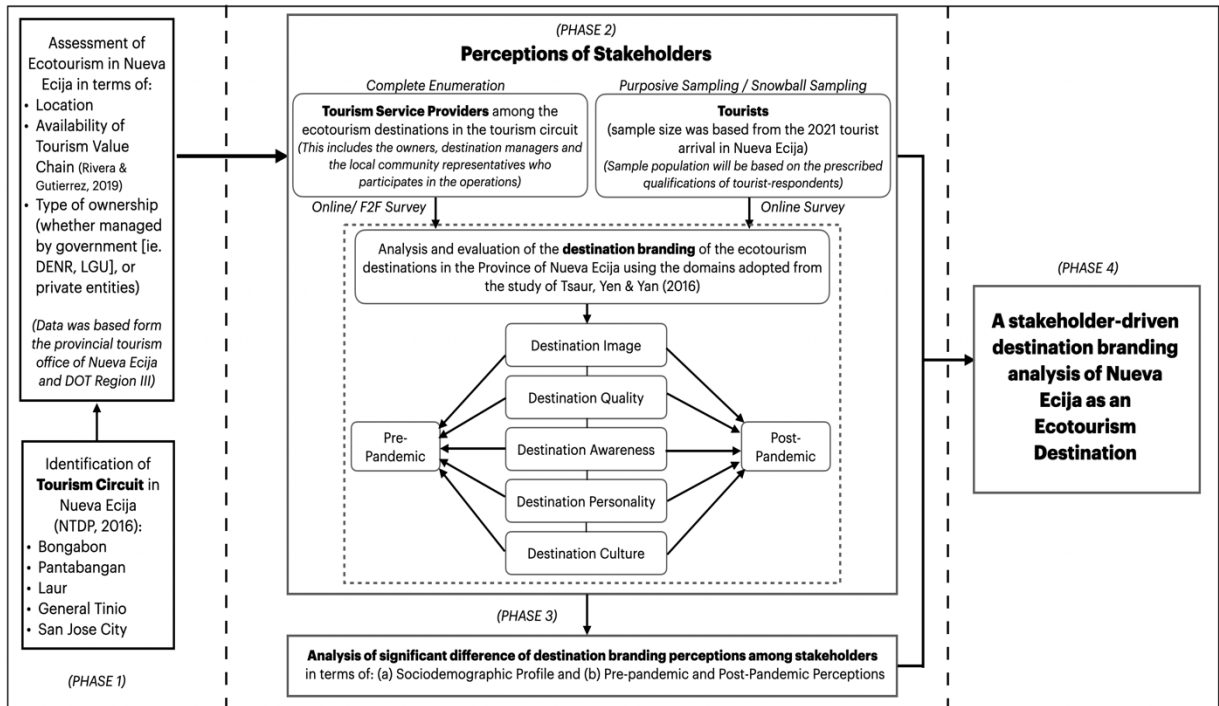 Assessment of
Ecotourism in Nueva
Ecija in terms of:
• Location
• Availability of
Tourism Value
Chain (Rivera &
Gutierrez, 2019)
• Type of ownership
(whether managed
by government [ie.
DENR, LGU], or
private entities)
(Data was based form
the provincial tourism
office of Nueva Ecija
and DOT Region III)
Identification of
Tourism Circuit in
Nueva Ecija
(NTDP, 2016):
• Bongabon
• Pantabangan
• Laur
• General Tinio
• San Jose City
(PHASE 1)
(PHASE 2)
Perceptions of Stakeholders
Complete Enumeration
Tourism Service Providers among the
ecotourism destinations in the tourism circuit
(This includes the owners, destination managers and
the local community representatives who
participates in the operations)
Purposive Sampling / Snowball Sampling
Tourists
(sample size was based from the 2021 tourist
arrival in Nueva Ecija)
(Sample population will be based on the prescribed
qualifications of tourist-respondents)
Online/ F2F Survey
Online Survey
Analysis and evaluation of the destination branding of the ecotourism
destinations in the Province of Nueva Ecija using the domains adopted from
the study of Tsaur, Yen & Yan (2016)
Destination Image
Destination Quality
Destination Awareness
Destination Personality
Destination Culture
Pre-
Pandemic
Post-
Pandemic
(PHASE 3)
Analysis of significant difference of destination branding perceptions among stakeholders
in terms of: (a) Sociodemographic Profile and (b) Pre-pandemic and Post-Pandemic Perceptions
(PHASE 4)
A stakeholder-driven
destination branding
analysis of Nueva
Ecija as an
Ecotourism
Destination